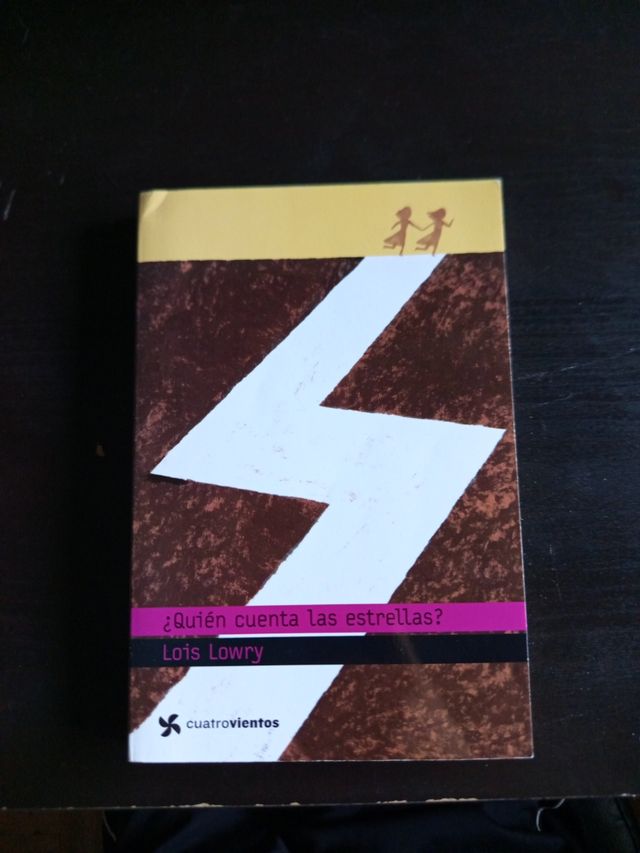 ¿Quién cuenta las estrellas?
Lois Lowry
cuatrovientos